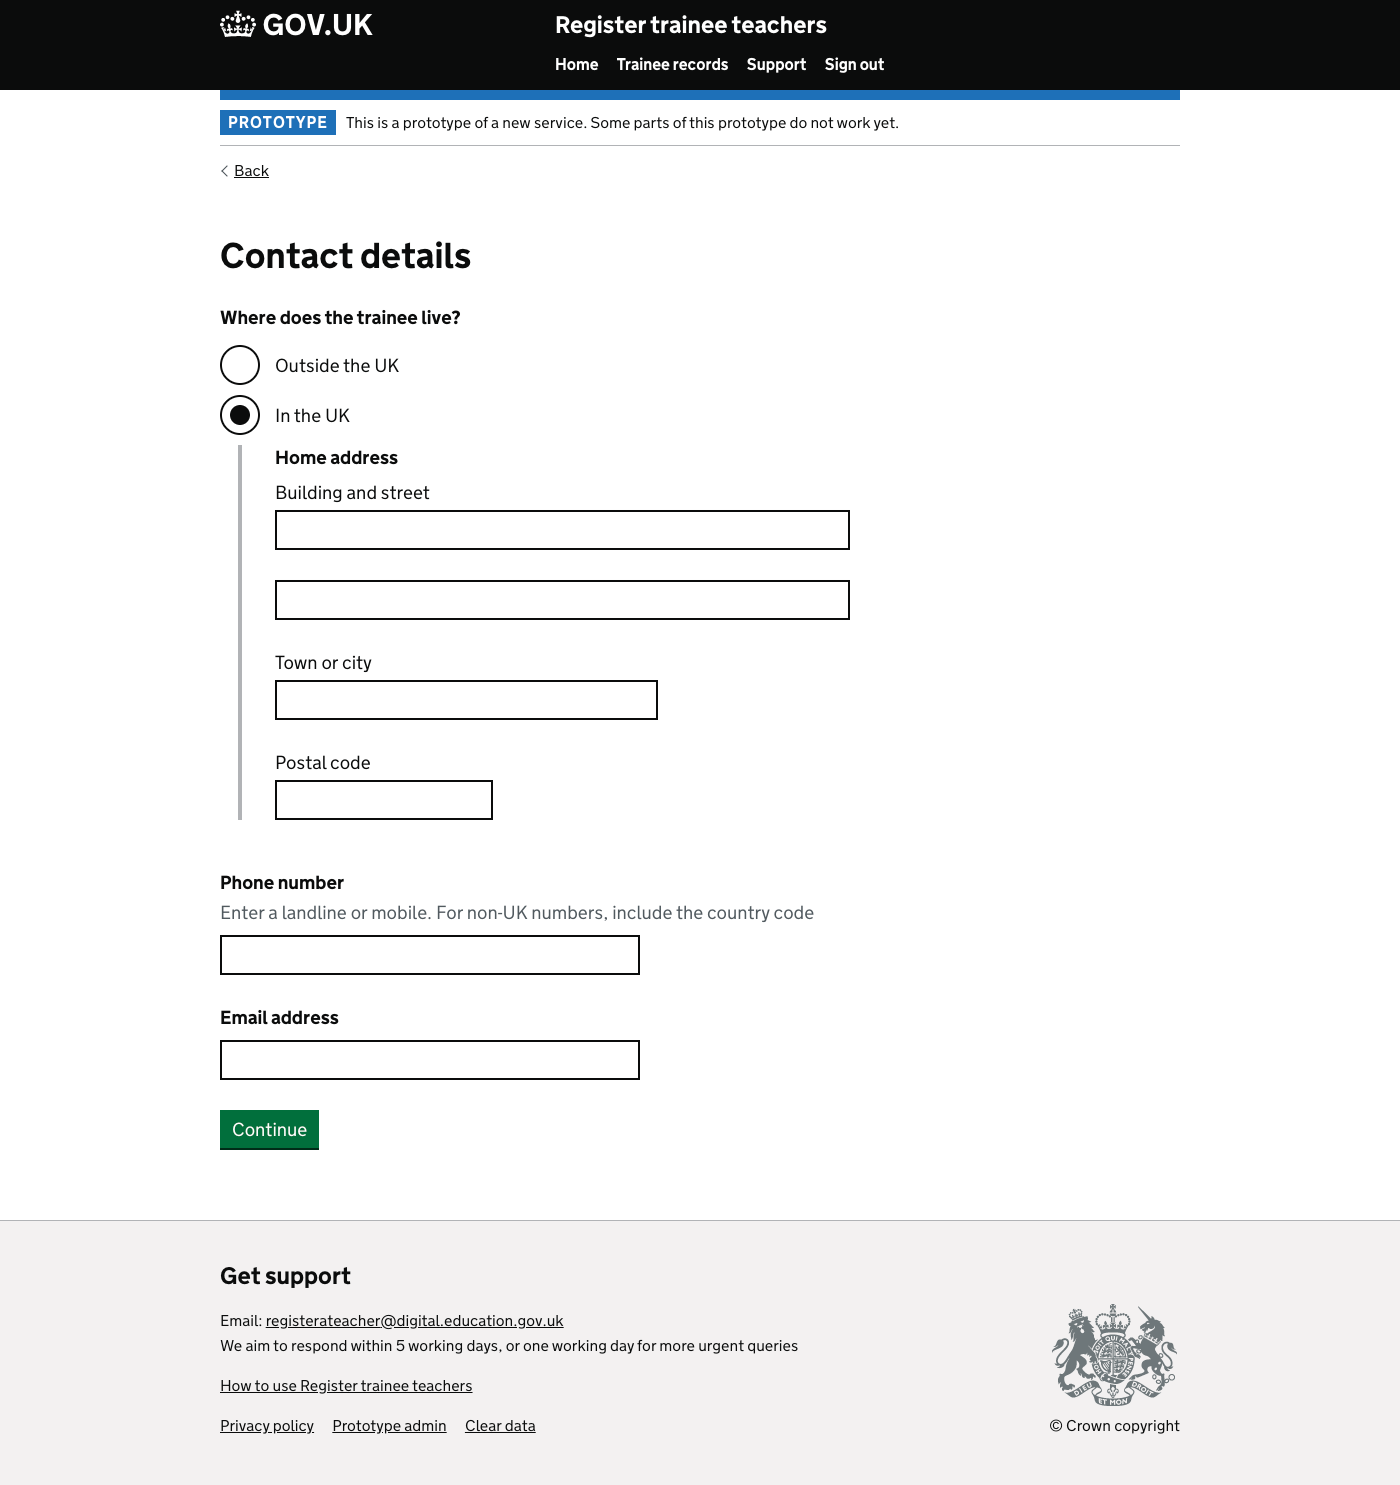 GOV.UK
Register trainee teachers
Home Trainee records Support Sign out
PROTOTYPE This is a prototype of a new service. Some parts of this prototype do not work yet.
Back
Contact details
Where does the trainee live?
Outside the UK
In the UK
Home address
Building and street
Town or city
Postal code
Phone number
Enter a landline or mobile. For non-UK numbers, include the country code
Email address
Continue
Get support
Email: registerateacher@digital.education.gov.uk
We aim to respond within 5 working days, or one working day for more urgent queries
How to use Register trainee teachers
Privacy policy Prototype admin Clear data
DIEU ET MON DROIT
© Crown copyright